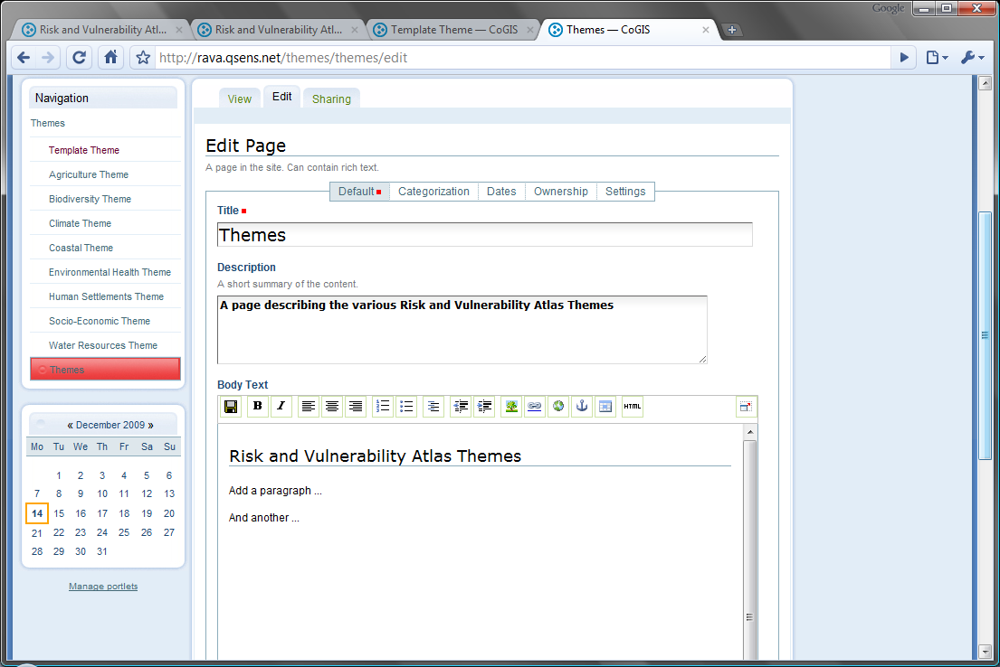 Google
Risk and Vulnerability Atl...
Risk and Vulnerability Atl...
Template Theme — CoGIS
Themes — CoGIS
http://rava.qsens.net/themes/themes/edit
Navigation
Themes
Template Theme
Agriculture Theme
Biodiversity Theme
Climate Theme
Coastal Theme
Environmental Health Theme
Human Settlements Theme
Socio-Economic Theme
Water Resources Theme
Themes
« December 2009 »
Mo Tu We Th Fr Sa Su
1 2 3 4 5 6
7 8 9 10 11 12 13
14 15 16 17 18 19 20
21 22 23 24 25 26 27
28 29 30 31
Manage portlets
View Edit Sharing
Edit Page
A page in the site. Can contain rich text.
Default Categorization Dates Ownership Settings
Title
Themes
Description
A short summary of the content.
A page describing the various Risk and Vulnerability Atlas Themes
Body Text
B I HTML
Risk and Vulnerability Atlas Themes
Add a paragraph ...
And another ...